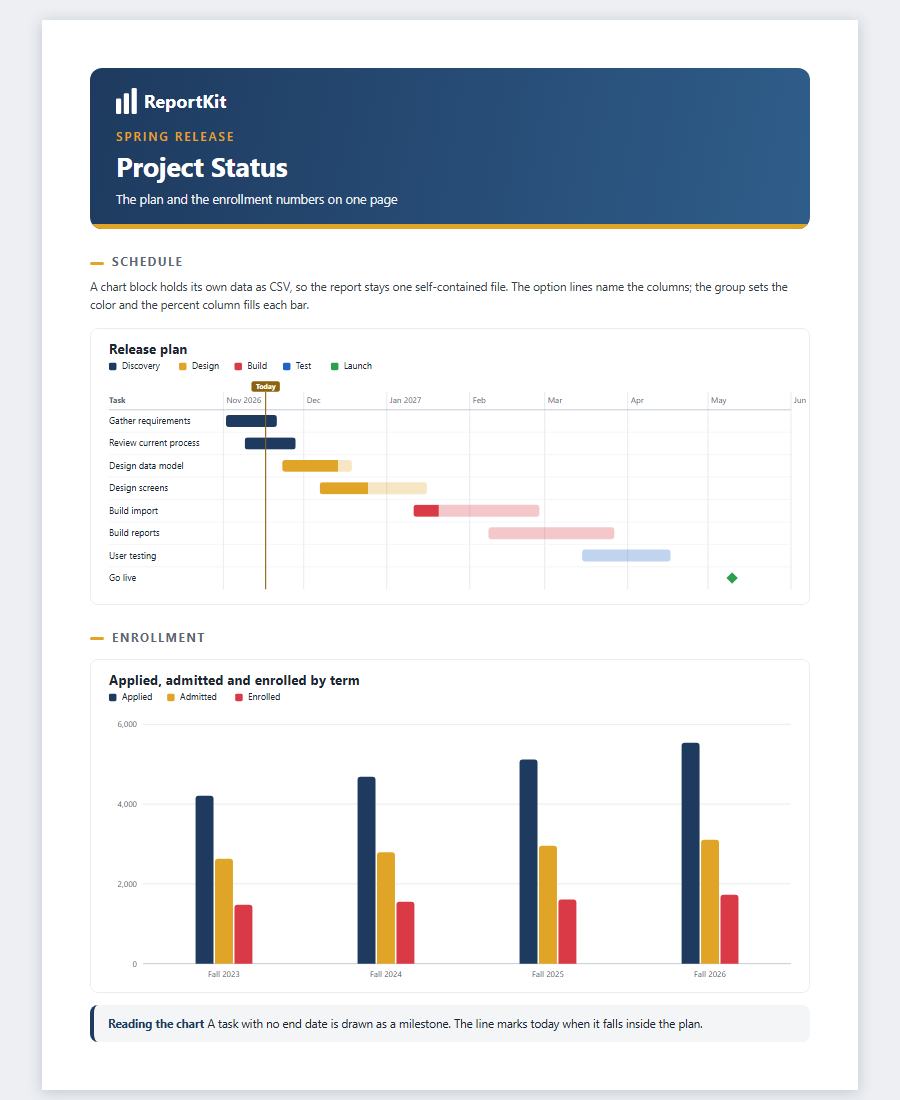 ReportKit
SPRING RELEASE
Project Status
The plan and the enrollment numbers on one page
SCHEDULE
A chart block holds its own data as CSV, so the report stays one self-contained file. The option lines name the columns; the group sets the
color and the percent column fills each bar.
Release plan
Discovery Design Build Test Launch
Today
Task Nov 2026 Dec Jan 2027 Feb Mar Apr May Jun
Gather requirements
Review current process
Design data model
Design screens
Build import
Build reports
User testing
Go live
ENROLLMENT
Applied, admitted and enrolled by term
Applied Admitted Enrolled
6,000
4,000
2,000
0
Fall 2023 Fall 2024 Fall 2025 Fall 2026
Reading the chart A task with no end date is drawn as a milestone. The line marks today when it falls inside the plan.